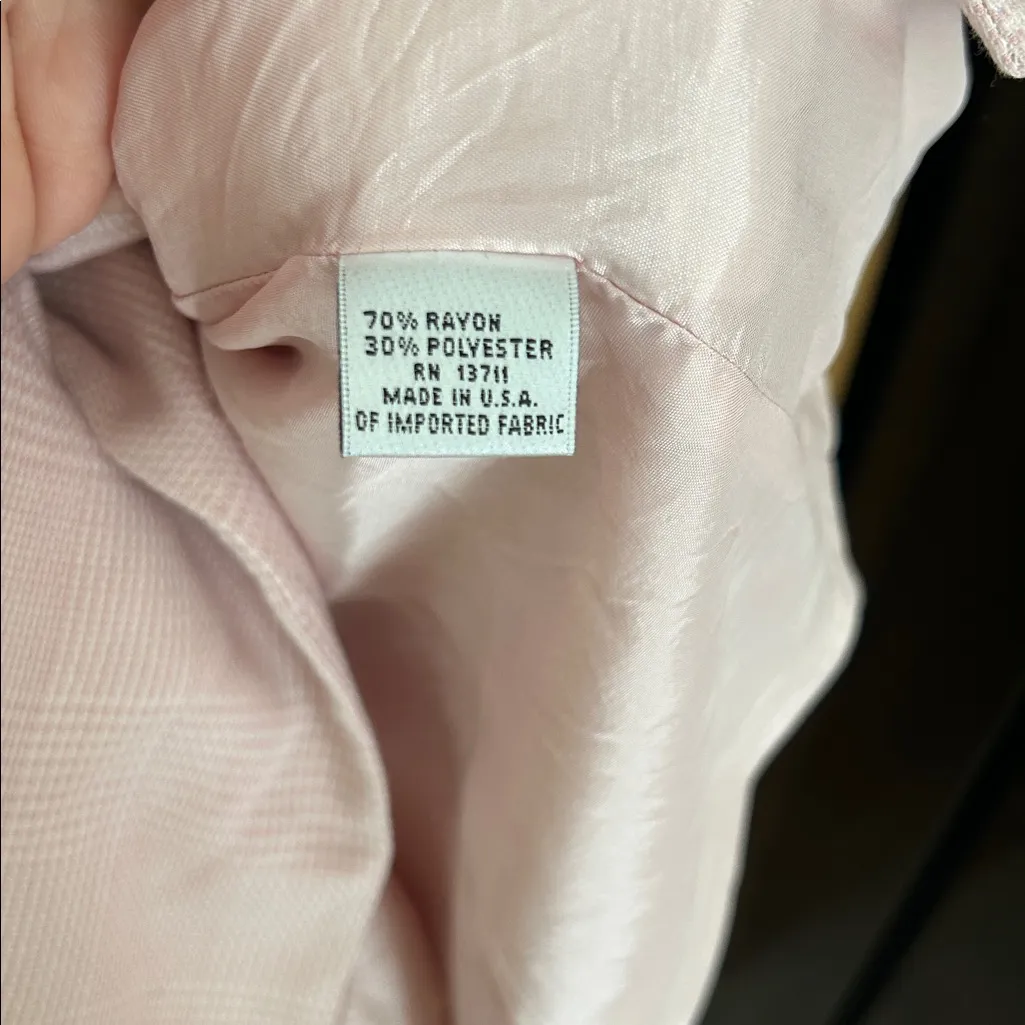 70% RAYON
30% POLYESTER
RN 13711
MADE IN U.S.A.
OF IMPORTED FABRIC